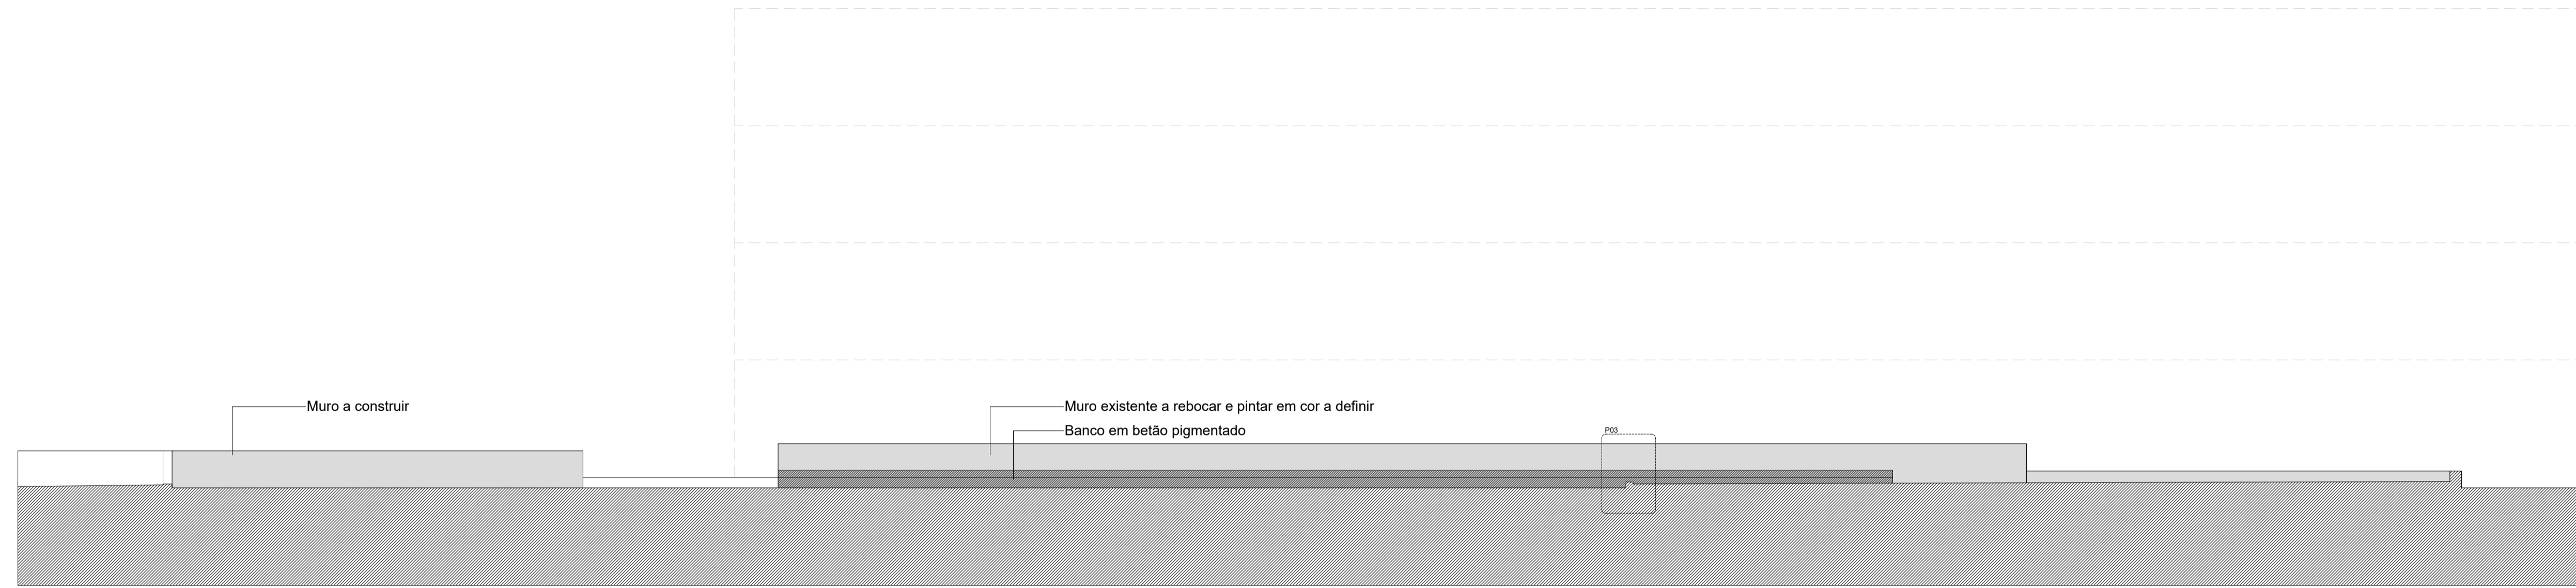 Muro a construir
Muro existente a rebocar e pintar em cor a definir
Banco em betão pigmentado
P03